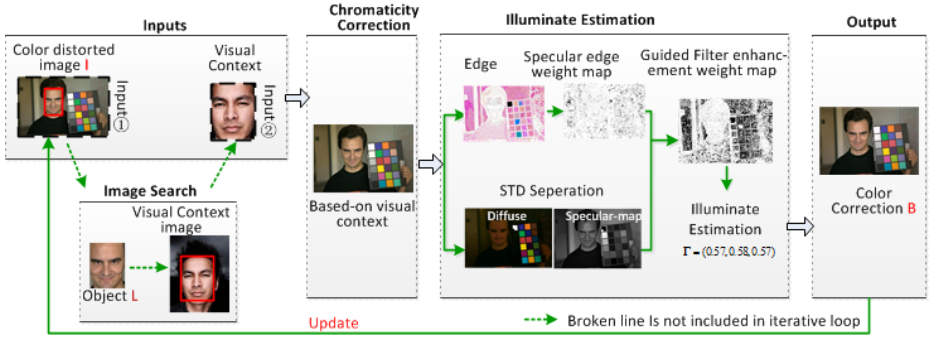 Inputs
Color distorted
image I
Input①
Visual
Context
Input②
Image Search
Visual Context
image
Object L
Chromaticity
Correction
Based-on visual
context
Illuminate Estimation
Edge
Specular edge
weight map
Guided Filter enhanc-
ement weight map
STD Seperation
Diffuse
Specular-map
Illuminate
Estimation
Γ = (0.57,0.58,0.57)
Output
Color
Correction B
Update
Broken line Is not included in iterative loop